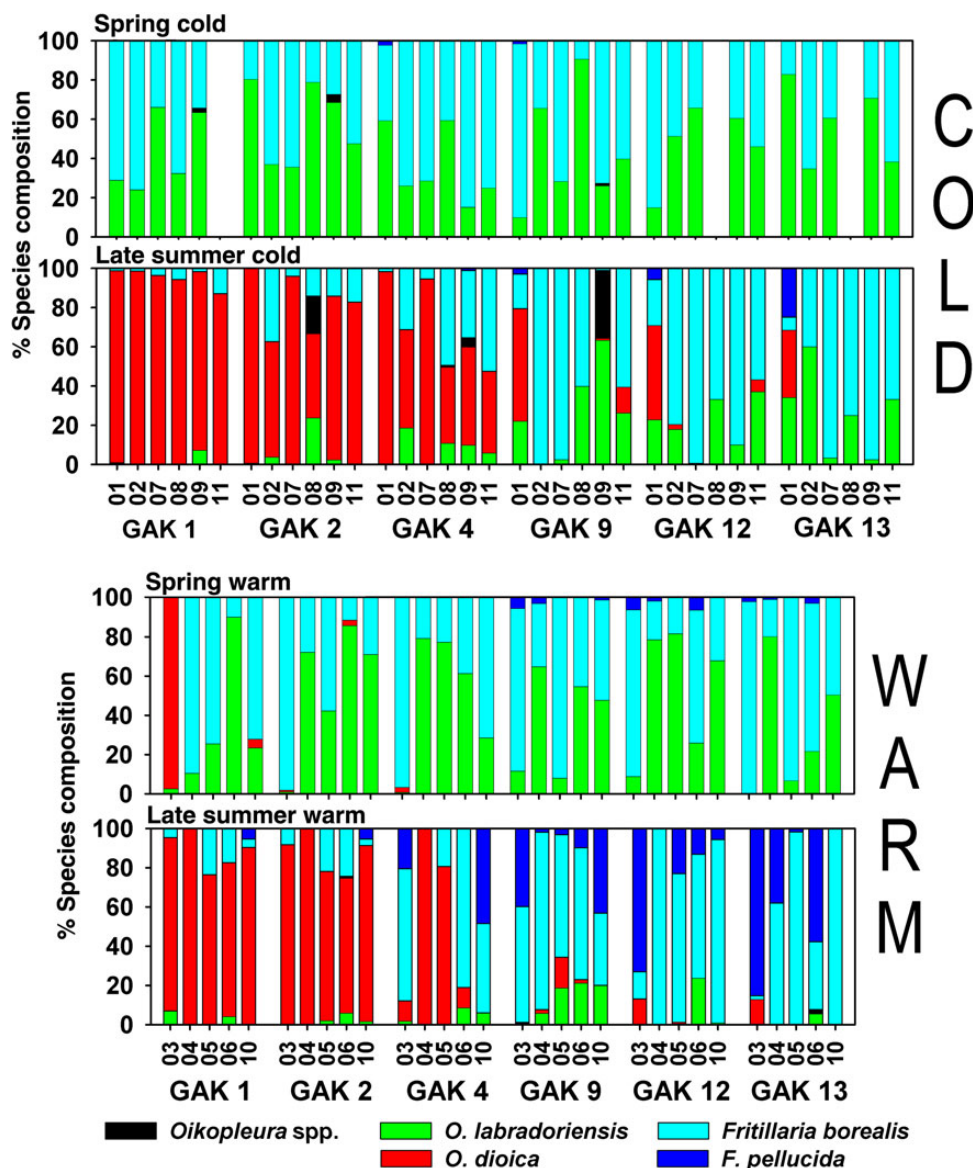 Spring cold
100
80
60
40
20
0
Late summer cold
100
80
60
40
20
0
% Species composition
01 02 07 08 09 11 01 02 07 08 09 11 01 02 07 08 09 11 01 02 07 08 09 11 01 02 07 08 09 11 01 02 07 08 09 11
GAK 1 GAK 2 GAK 4 GAK 9 GAK 12 GAK 13
COLD
Spring warm
100
80
60
40
20
0
Late summer warm
100
80
60
40
20
0
% Species composition
03 04 05 06 10 03 04 05 06 10 03 04 05 06 10 03 04 05 06 10 03 04 05 06 10 03 04 05 06 10
GAK 1 GAK 2 GAK 4 GAK 9 GAK 12 GAK 13
WARM
Oikopleura spp. O. labradoriensis Fritillaria borealis
O. dioica F. pellucida